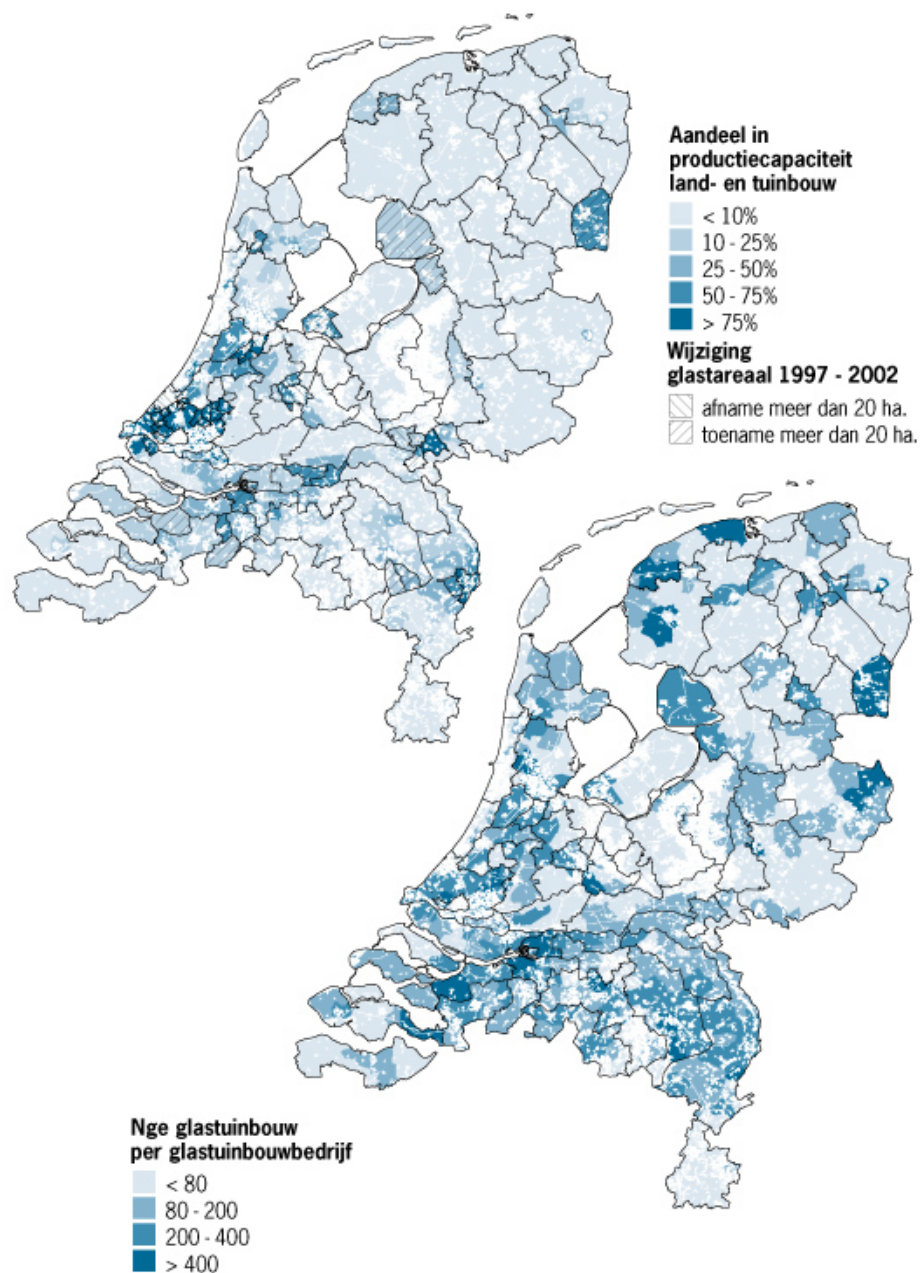 Aandeel in
productiecapaciteit
land- en tuinbouw
< 10%
10 - 25%
25 - 50%
50 - 75%
> 75%
Wijziging
glastareaal 1997 - 2002
afname meer dan 20 ha.
toename meer dan 20 ha.
Nge glastuinbouw
per glastuinbouwbedrijf
< 80
80 - 200
200 - 400
> 400